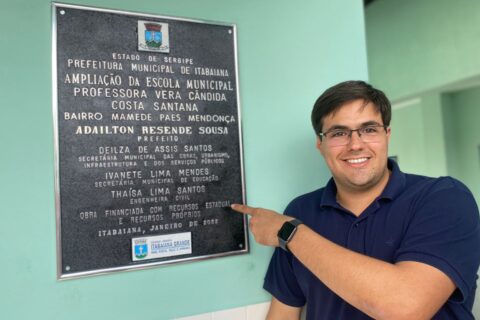 ESTADO DE SERGIPE
PREFEITURA MUNICIPAL DE ITABAIANA
AMPLIAÇÃO DA ESCOLA MUNICIPAL
PROFESSORA VERA CÂNDIDA
COSTA SANTANA
BAIRRO MAMEDE PAES MENDONÇA
ADAILTON RESENDE SOUSA
PREFEITO
DEILZA DE ASSIS SANTOS
SECRETÁRIA MUNICIPAL DAS OBRAS, URBANISMO,
INFRAESTRUTURA E DOS SERVIÇOS PÚBLICOS
IVANETE LIMA MENDES
SECRETÁRIA MUNICIPAL DE EDUCAÇÃO
THAÍSA LIMA SANTOS
ENGENHEIRA CIVIL
OBRA FINANCIADA COM RECURSOS ESTADUAIS
E RECURSOS PRÓPRIOS
ITABAIANA, JANEIRO DE 2022
ITABAIANA GRANDE